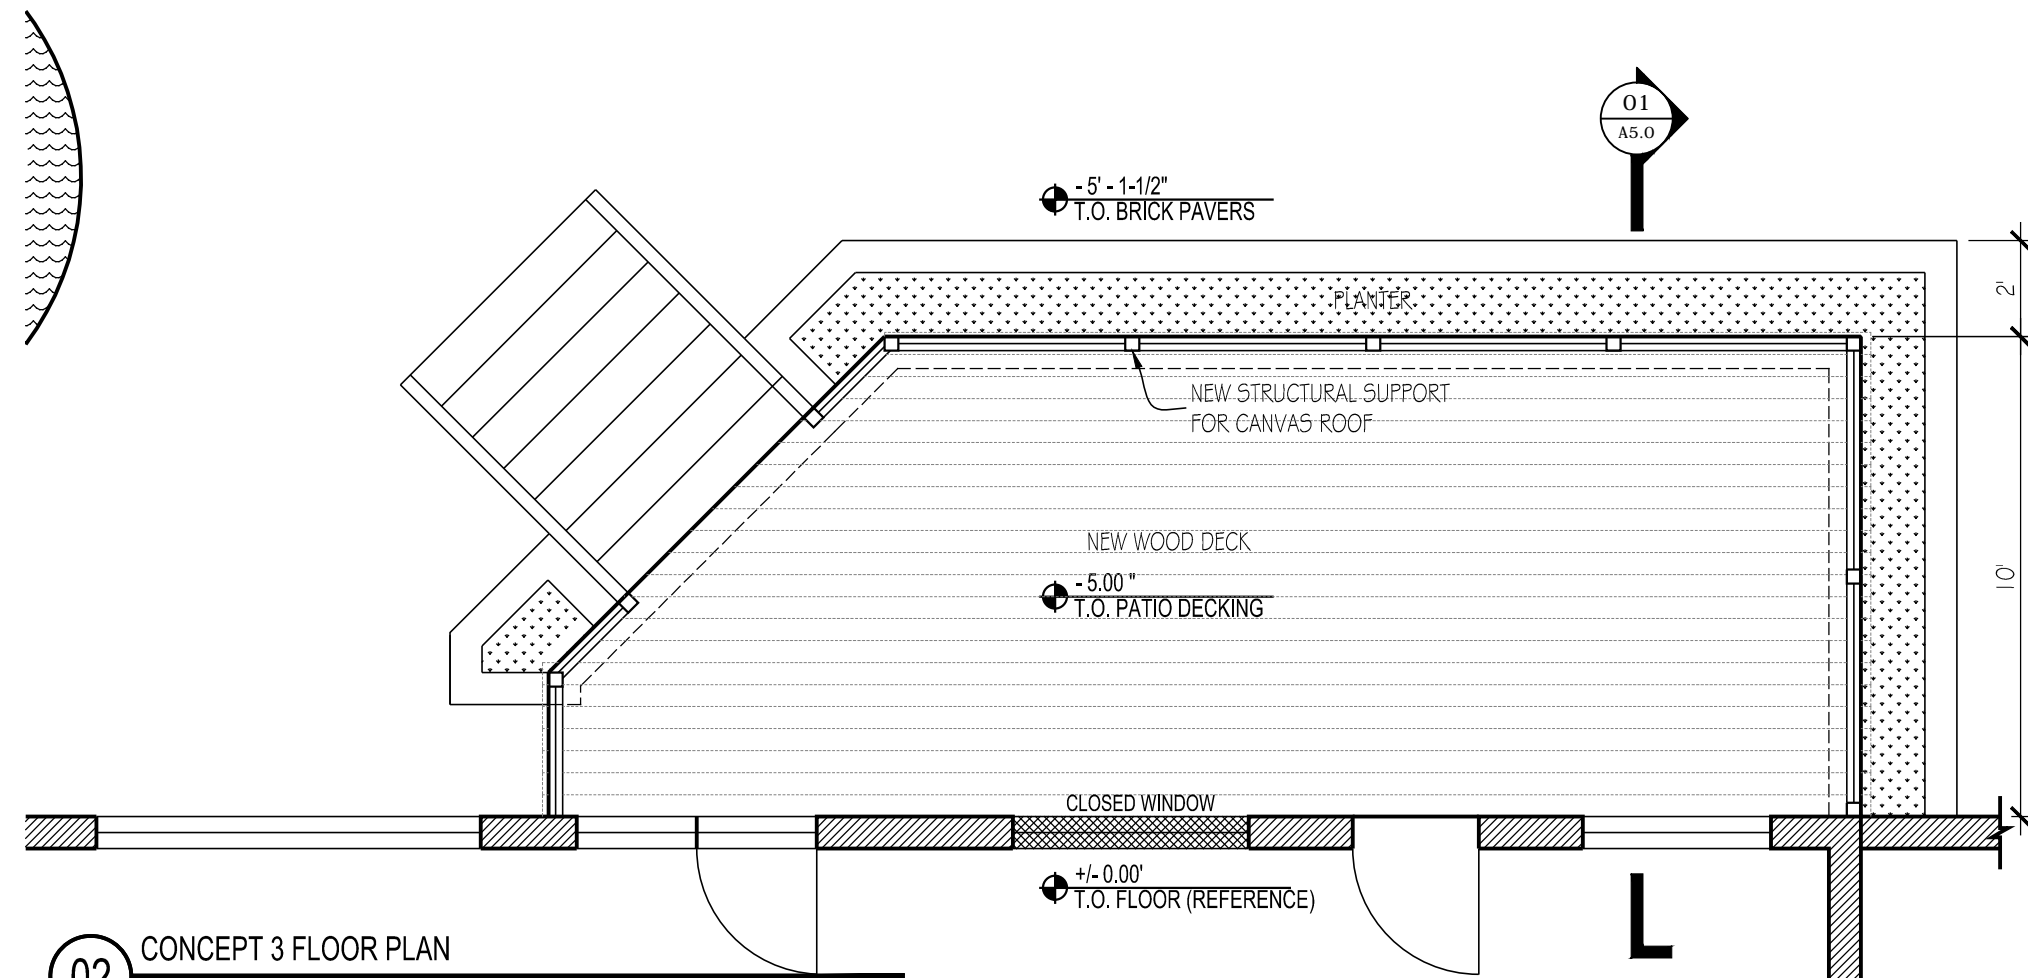 01
A5.0
- 5' - 1-1/2"
T.O. BRICK PAVERS
2'
PLANTER
NEW STRUCTURAL SUPPORT
FOR CANVAS ROOF
NEW WOOD DECK
- 5.00 "
T.O. PATIO DECKING
10'
CLOSED WINDOW
+/- 0.00'
T.O. FLOOR (REFERENCE)
02
CONCEPT 3 FLOOR PLAN